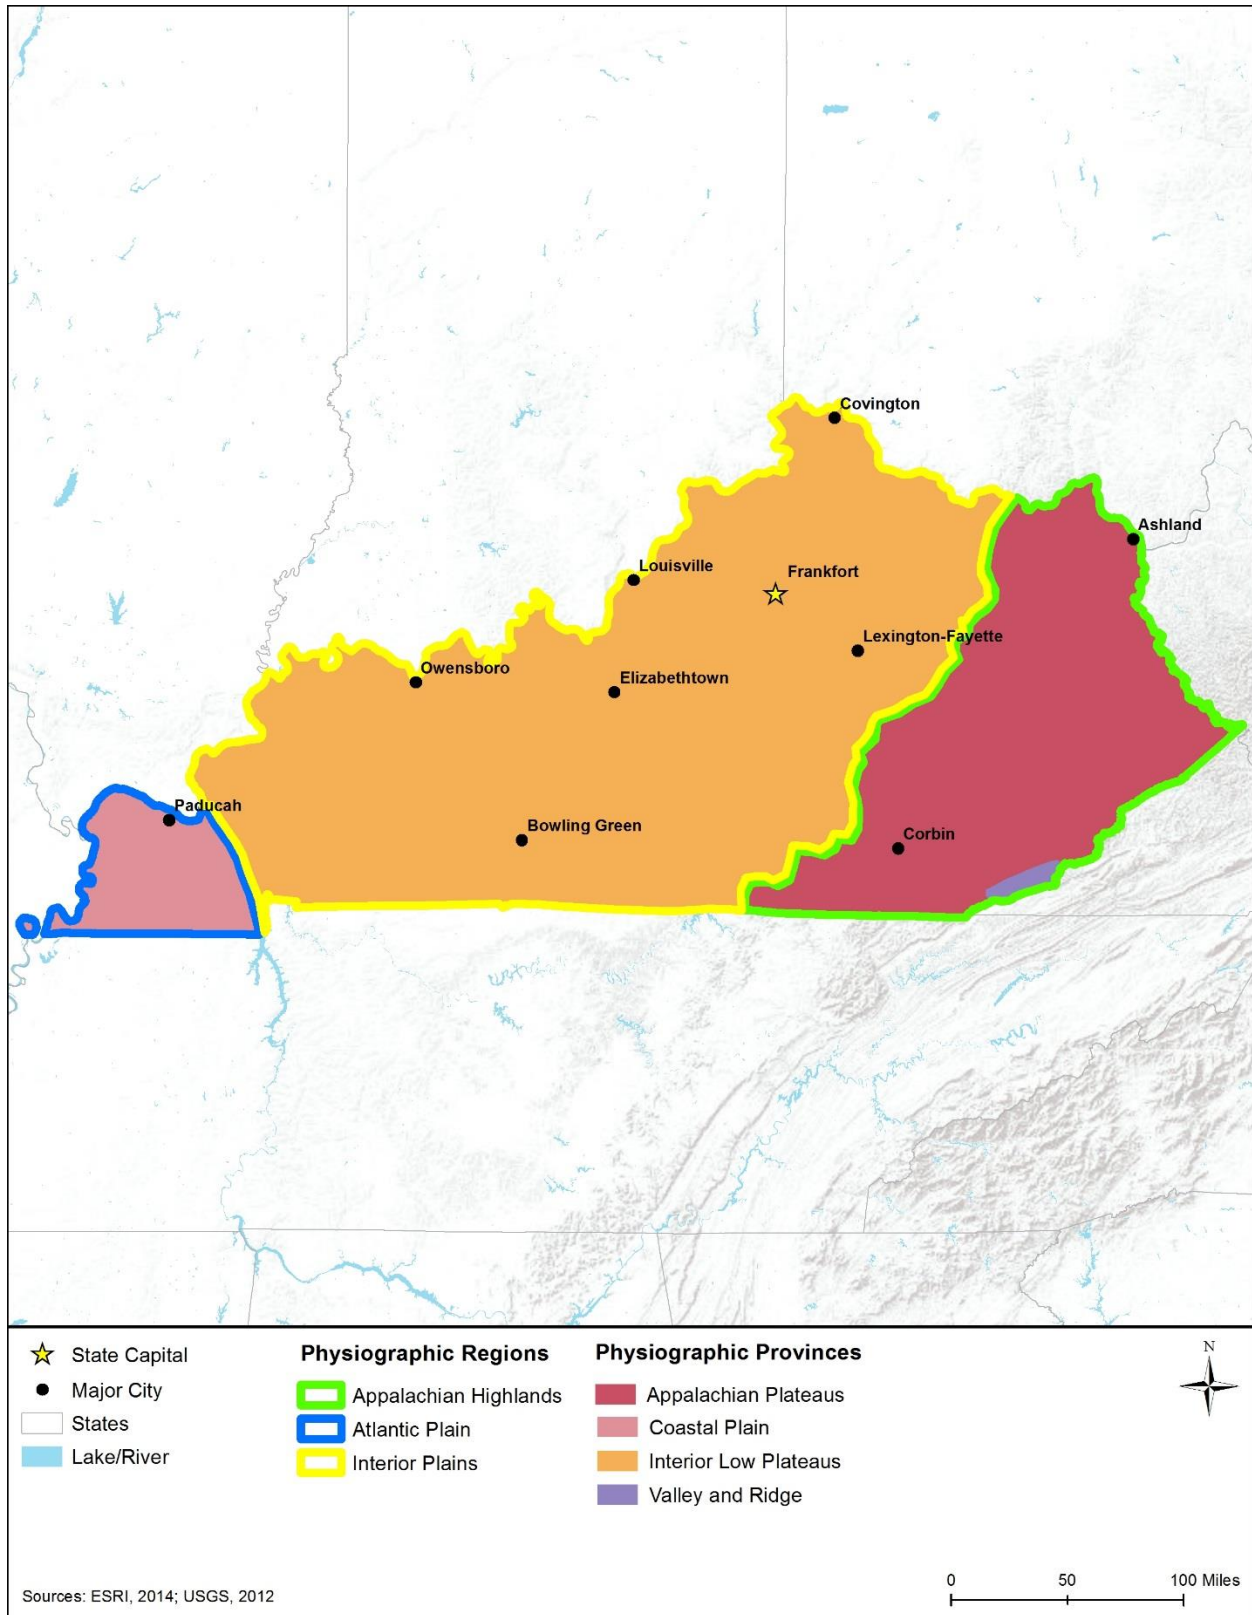 Covington
Ashland
Louisville
Frankfort
Lexington-Fayette
Owensboro
Elizabethtown
Paducah
Bowling Green
Corbin
State Capital
Major City
States
Lake/River
Physiographic Regions
Appalachian Highlands
Atlantic Plain
Interior Plains
Physiographic Provinces
Appalachian Plateaus
Coastal Plain
Interior Low Plateaus
Valley and Ridge
N
Sources: ESRI, 2014; USGS, 2012
0 50 100 Miles